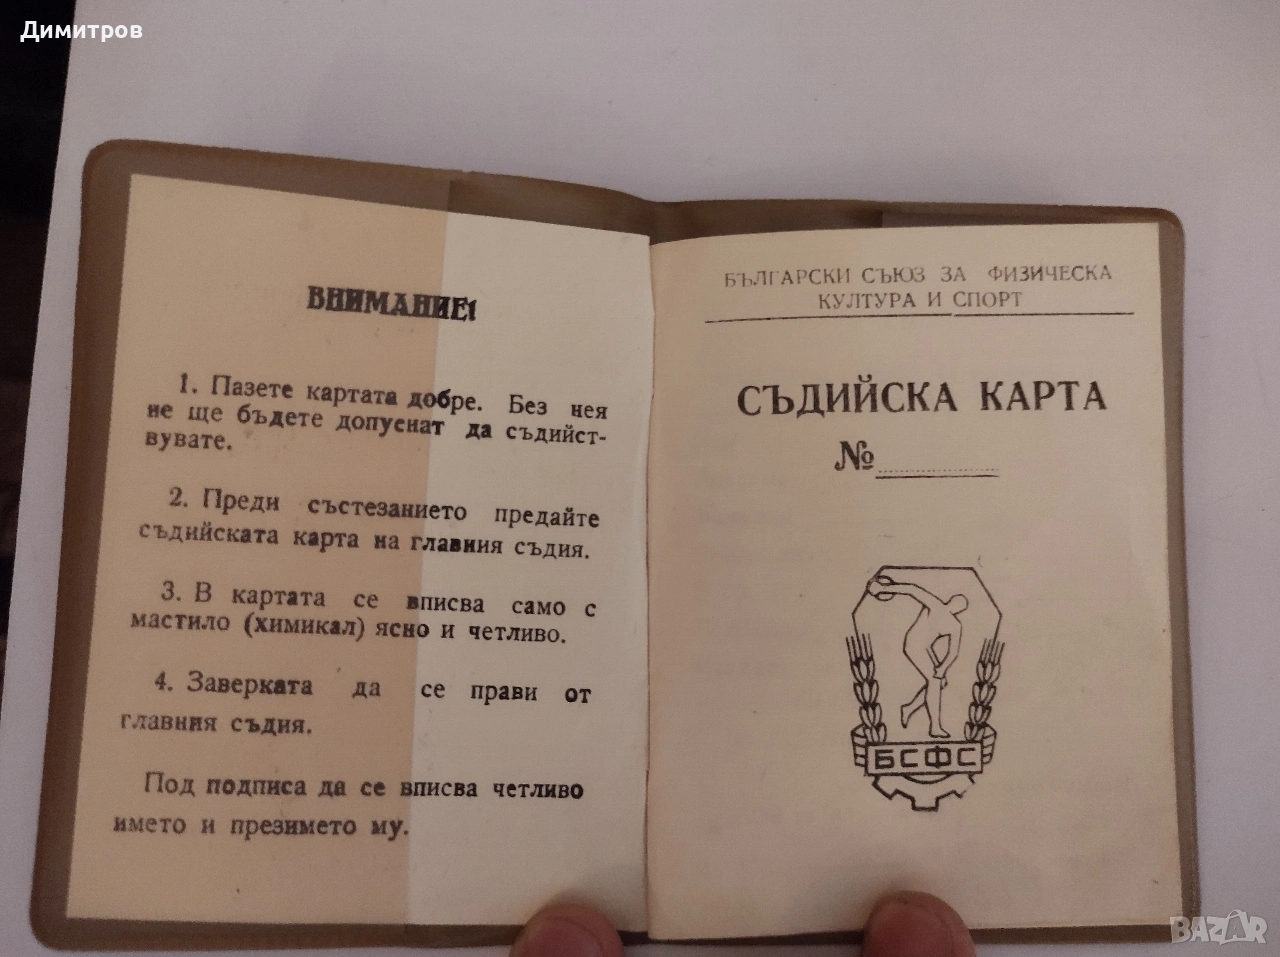 Димитров
ВНИМАНИЕ!
1. Пазете картата добре. Без нея
не ще бъдете допуснат да съдийст-
вувате.
2. Преди състезанието предайте
съдийската карта на главния съдия.
3. В картата се вписва само с
мастило (химикал) ясно и четливо.
4. Заверката да се прави от
главния съдия.
Под подписа да се вписва четливо
името и презимето му.
БЪЛГАРСКИ СЪЮЗ ЗА ФИЗИЧЕСКА
КУЛТУРА И СПОРТ
СЪДИЙСКА КАРТА
№
БСФС
BAZAR